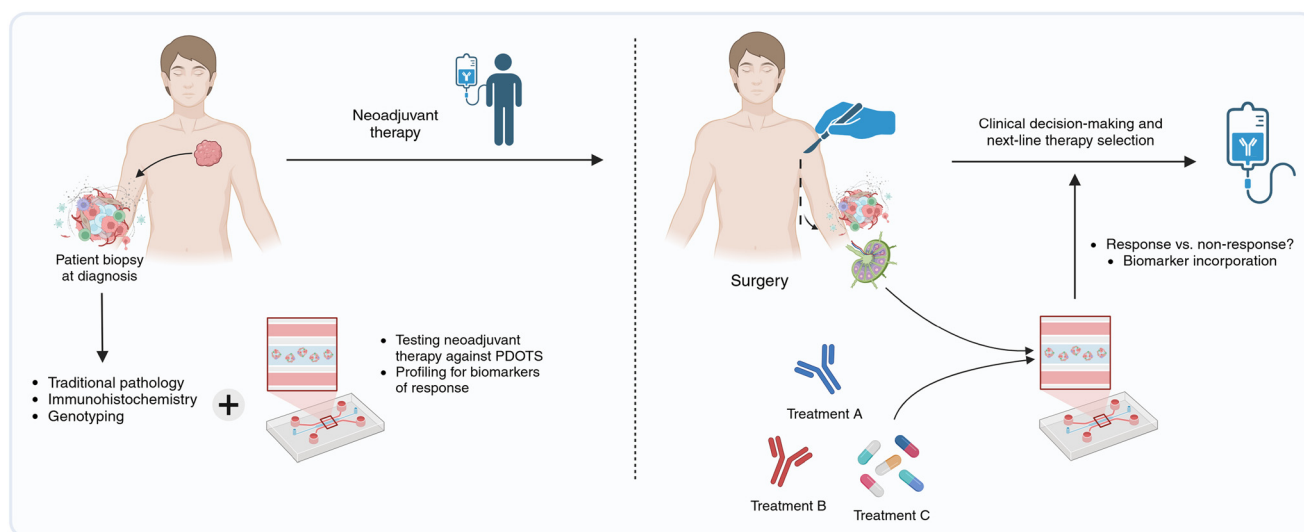 Neoadjuvant
therapy
Patient biopsy
at diagnosis
• Traditional pathology
• Immunohistochemistry
• Genotyping
+
• Testing neoadjuvant
therapy against PDOTS
• Profiling for biomarkers
of response
Surgery
Clinical decision-making and
next-line therapy selection
• Response vs. non-response?
• Biomarker incorporation
Treatment A
Treatment B
Treatment C